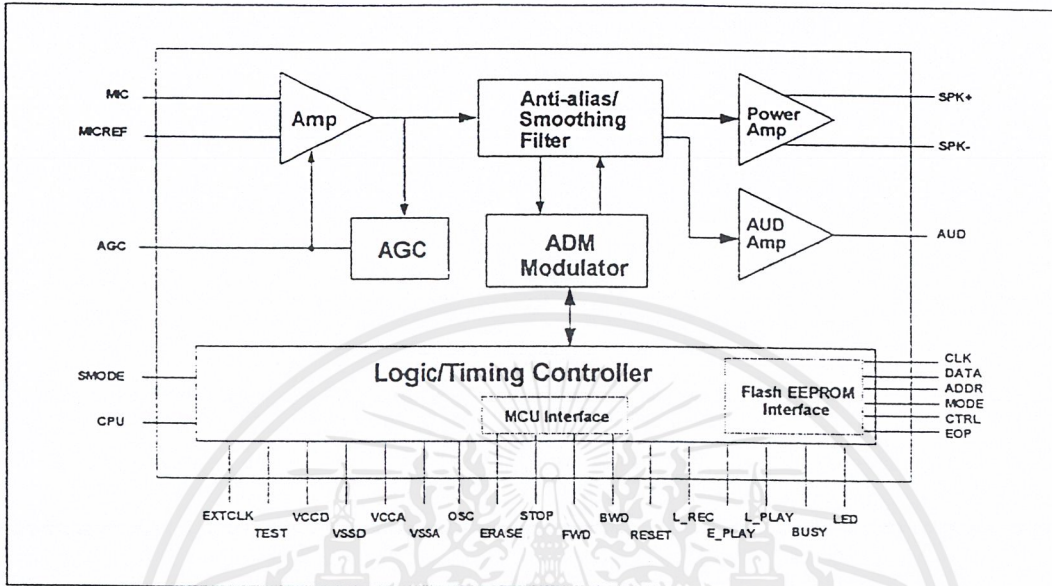 MIC
MICREF
AGC
SMODE
CPU
Amp
AGC
Anti-alias/
Smoothing
Filter
ADM
Modulator
Power
Amp
AUD
Amp
SPK+
SPK-
AUD
Logic/Timing Controller
MCU Interface
Flash EEPROM
Interface
CLK
DATA
ADDR
MODE
CTRL
EOP
EXTCLK
TEST
VCCD
VSSD
VCCA
VSSA
OSC
ERASE
STOP
FWD
BWD
RESET
L_REC
E_PLAY
L_PLAY
BUSY
LED